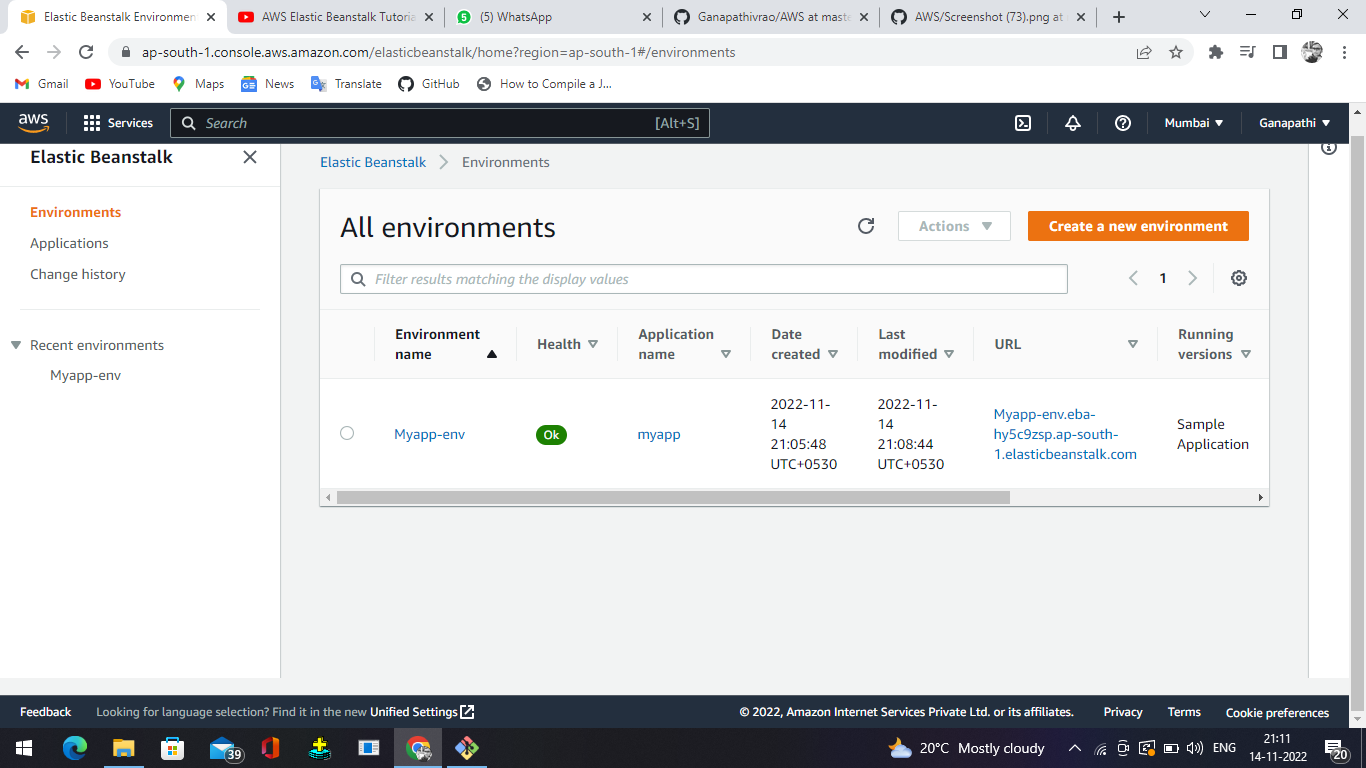 Elastic Beanstalk Environmen
AWS Elastic Beanstalk Tutoria
(5) WhatsApp
Ganapathivrao/AWS at maste
AWS/Screenshot (73).png at
ap-south-1.console.aws.amazon.com/elasticbeanstalk/home?region=ap-south-1#/environments
Gmail
YouTube
Maps
News
Translate
GitHub
How to Compile a J...
aws
Services
Search
[Alt+S]
Mumbai
Ganapathi
Elastic Beanstalk
Environments
Applications
Change history
Recent environments
Myapp-env
Elastic Beanstalk
Environments
All environments
Actions
Create a new environment
Filter results matching the display values
1
Environment
name
Health
Application
name
Date
created
Last
modified
URL
Running
versions
Myapp-env
Ok
myapp
2022-11-
14
21:05:48
UTC+0530
2022-11-
14
21:08:44
UTC+0530
Myapp-env.eba-
hy5c9zsp.ap-south-
1.elasticbeanstalk.com
Sample
Application
Feedback
Looking for language selection? Find it in the new Unified Settings
© 2022, Amazon Internet Services Private Ltd. or its affiliates.
Privacy
Terms
Cookie preferences
39
20°C Mostly cloudy
ENG
21:11
14-11-2022
20